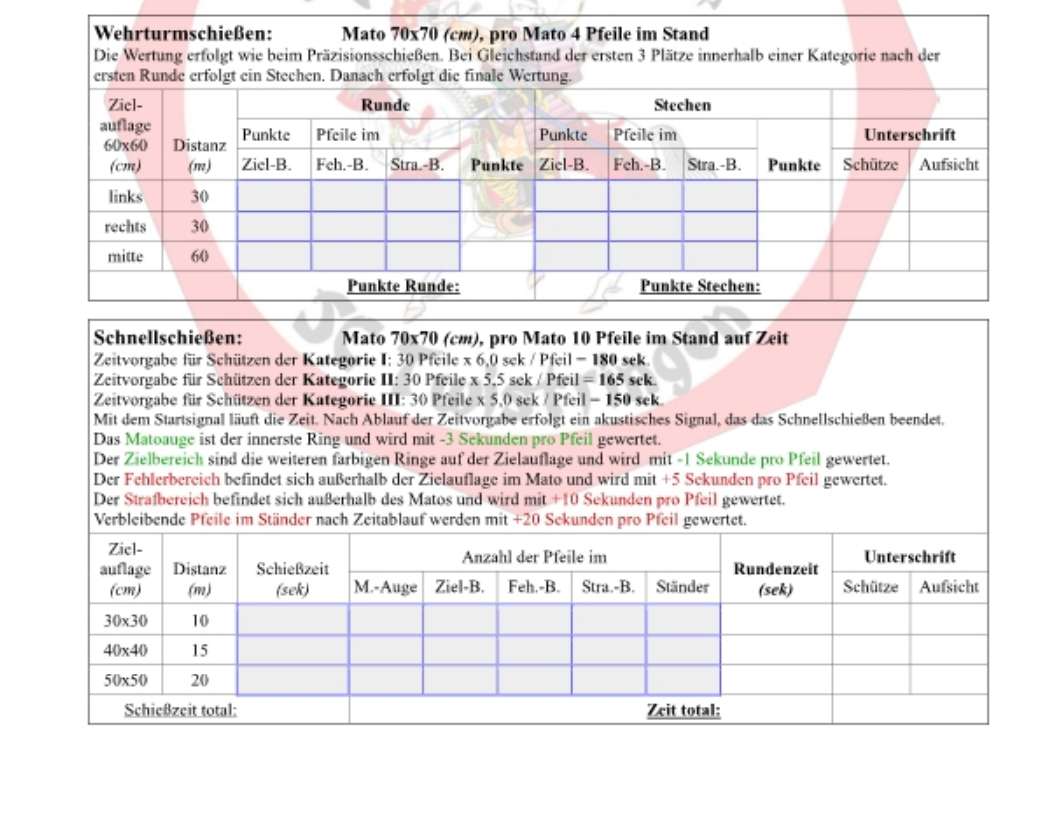 Wehrturmschießen: Mato 70x70 (cm), pro Mato 4 Pfeile im Stand
Die Wertung erfolgt wie beim Präzisionsschießen. Bei Gleichstand der ersten 3 Plätze innerhalb einer Kategorie nach der
ersten Runde erfolgt ein Stechen. Danach erfolgt die finale Wertung.
Ziel-
auflage
60x60
(cm)
Distanz
(m)
Runde
Stechen
Punkte Pfeile im
Punkte Pfeile im
Unterschrift
Ziel-B. Feh.-B. Stra.-B. Punkte Ziel-B. Feh.-B. Stra.-B. Punkte Schütze Aufsicht
links 30
rechts 30
mitte 60
Punkte Runde: Punkte Stechen:
Schnellschießen: Mato 70x70 (cm), pro Mato 10 Pfeile im Stand auf Zeit
Zeitvorgabe für Schützen der Kategorie I: 30 Pfeile x 6,0 sek / Pfeil = 180 sek.
Zeitvorgabe für Schützen der Kategorie II: 30 Pfeile x 5,5 sek / Pfeil = 165 sek.
Zeitvorgabe für Schützen der Kategorie III: 30 Pfeile x 5,0 sek / Pfeil = 150 sek.
Mit dem Startsignal läuft die Zeit. Nach Ablauf der Zeitvorgabe erfolgt ein akustisches Signal, das das Schnellschießen beendet.
Das Matoauge ist der innerste Ring und wird mit -3 Sekunden pro Pfeil gewertet.
Der Zielbereich sind die weiteren farbigen Ringe auf der Zielauflage und wird mit -1 Sekunde pro Pfeil gewertet.
Der Fehlerbereich befindet sich außerhalb der Zielauflage im Mato und wird mit +5 Sekunden pro Pfeil gewertet.
Der Strafbereich befindet sich außerhalb des Matos und wird mit +10 Sekunden pro Pfeil gewertet.
Verbleibende Pfeile im Ständer nach Zeitablauf werden mit +20 Sekunden pro Pfeil gewertet.
Ziel-
auflage
(cm)
Distanz
(m)
Schießzeit
(sek)
Anzahl der Pfeile im
M.-Auge Ziel-B. Feh.-B. Stra.-B. Ständer
Rundenzeit
(sek)
Unterschrift
Schütze Aufsicht
30x30 10
40x40 15
50x50 20
Schießzeit total: Zeit total: